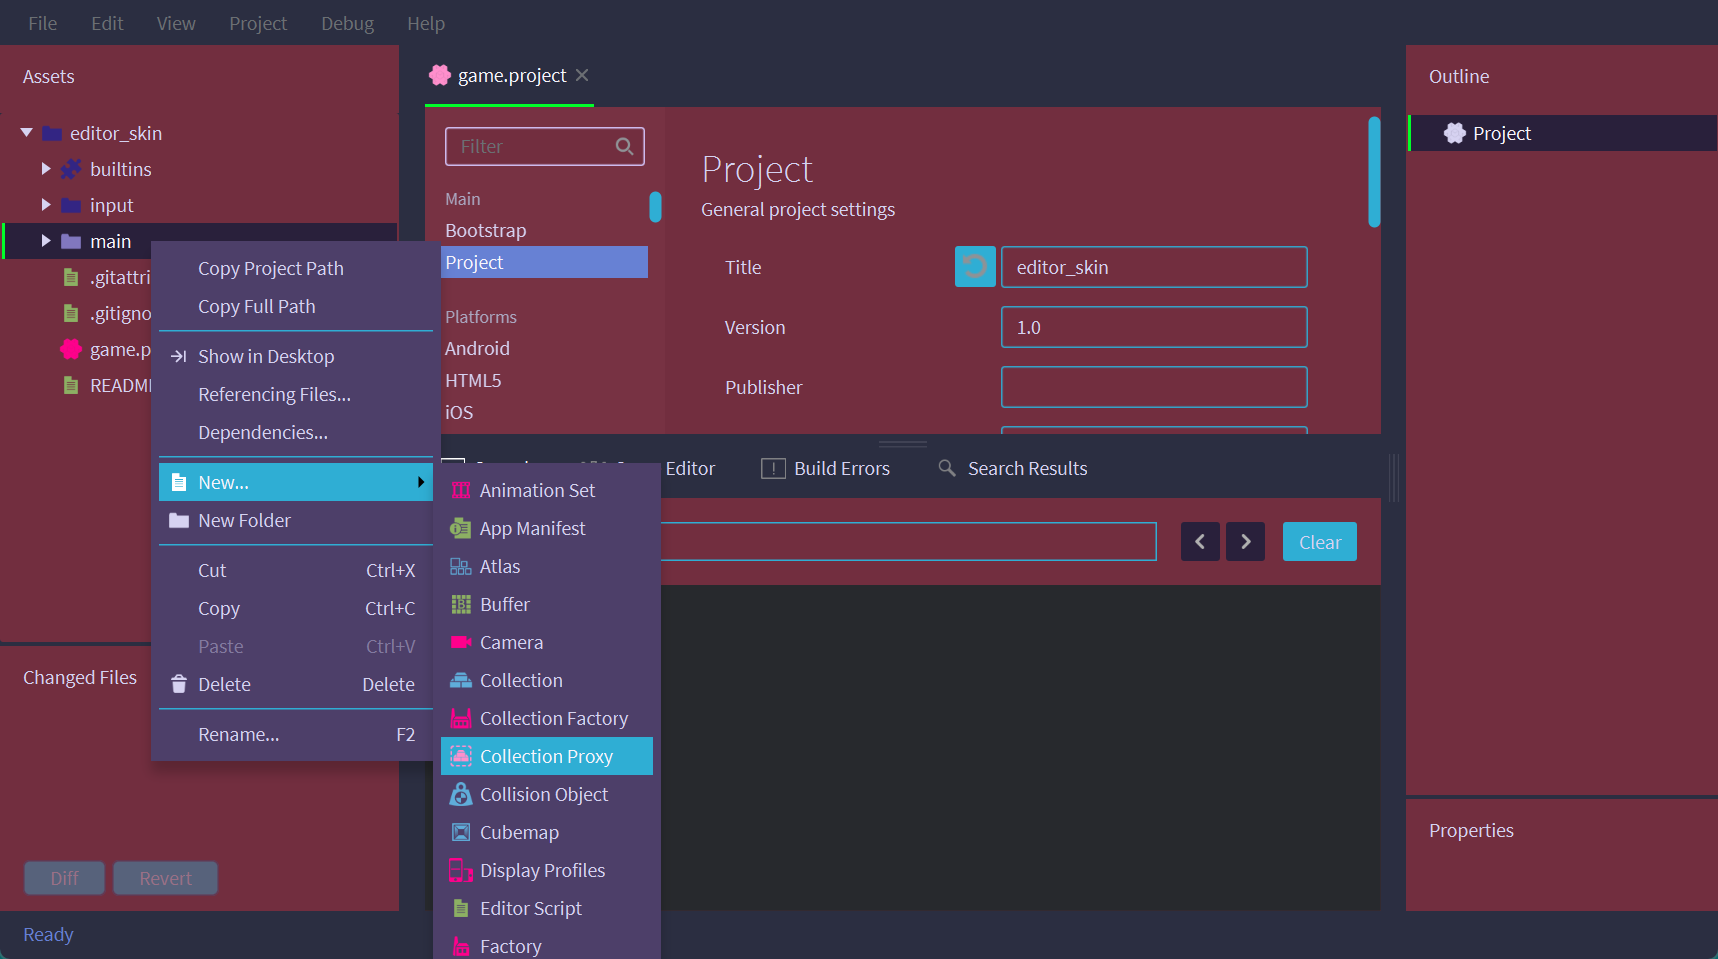 File Edit View Project Debug Help
Assets
editor_skin
builtins
input
main
.gitattri
.gitigno
game.p
README
Changed Files
Diff Revert
Ready
Copy Project Path
Copy Full Path
Show in Desktop
Referencing Files...
Dependencies...
New...
New Folder
Cut Ctrl+X
Copy Ctrl+C
Paste Ctrl+V
Delete Delete
Rename... F2
Animation Set
App Manifest
Atlas
Buffer
Camera
Collection
Collection Factory
Collection Proxy
Collision Object
Cubemap
Display Profiles
Editor Script
Factory
game.project
Filter
Main
Bootstrap
Project
Platforms
Android
HTML5
iOS
Project
General project settings
Title editor_skin
Version 1.0
Publisher
Editor Build Errors Search Results
Clear
Outline
Project
Properties